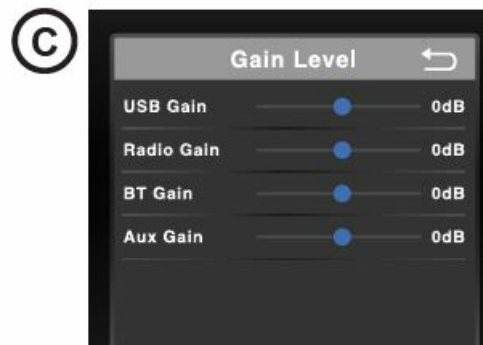 C
Gain Level
USB Gain 0dB
Radio Gain 0dB
BT Gain 0dB
Aux Gain 0dB